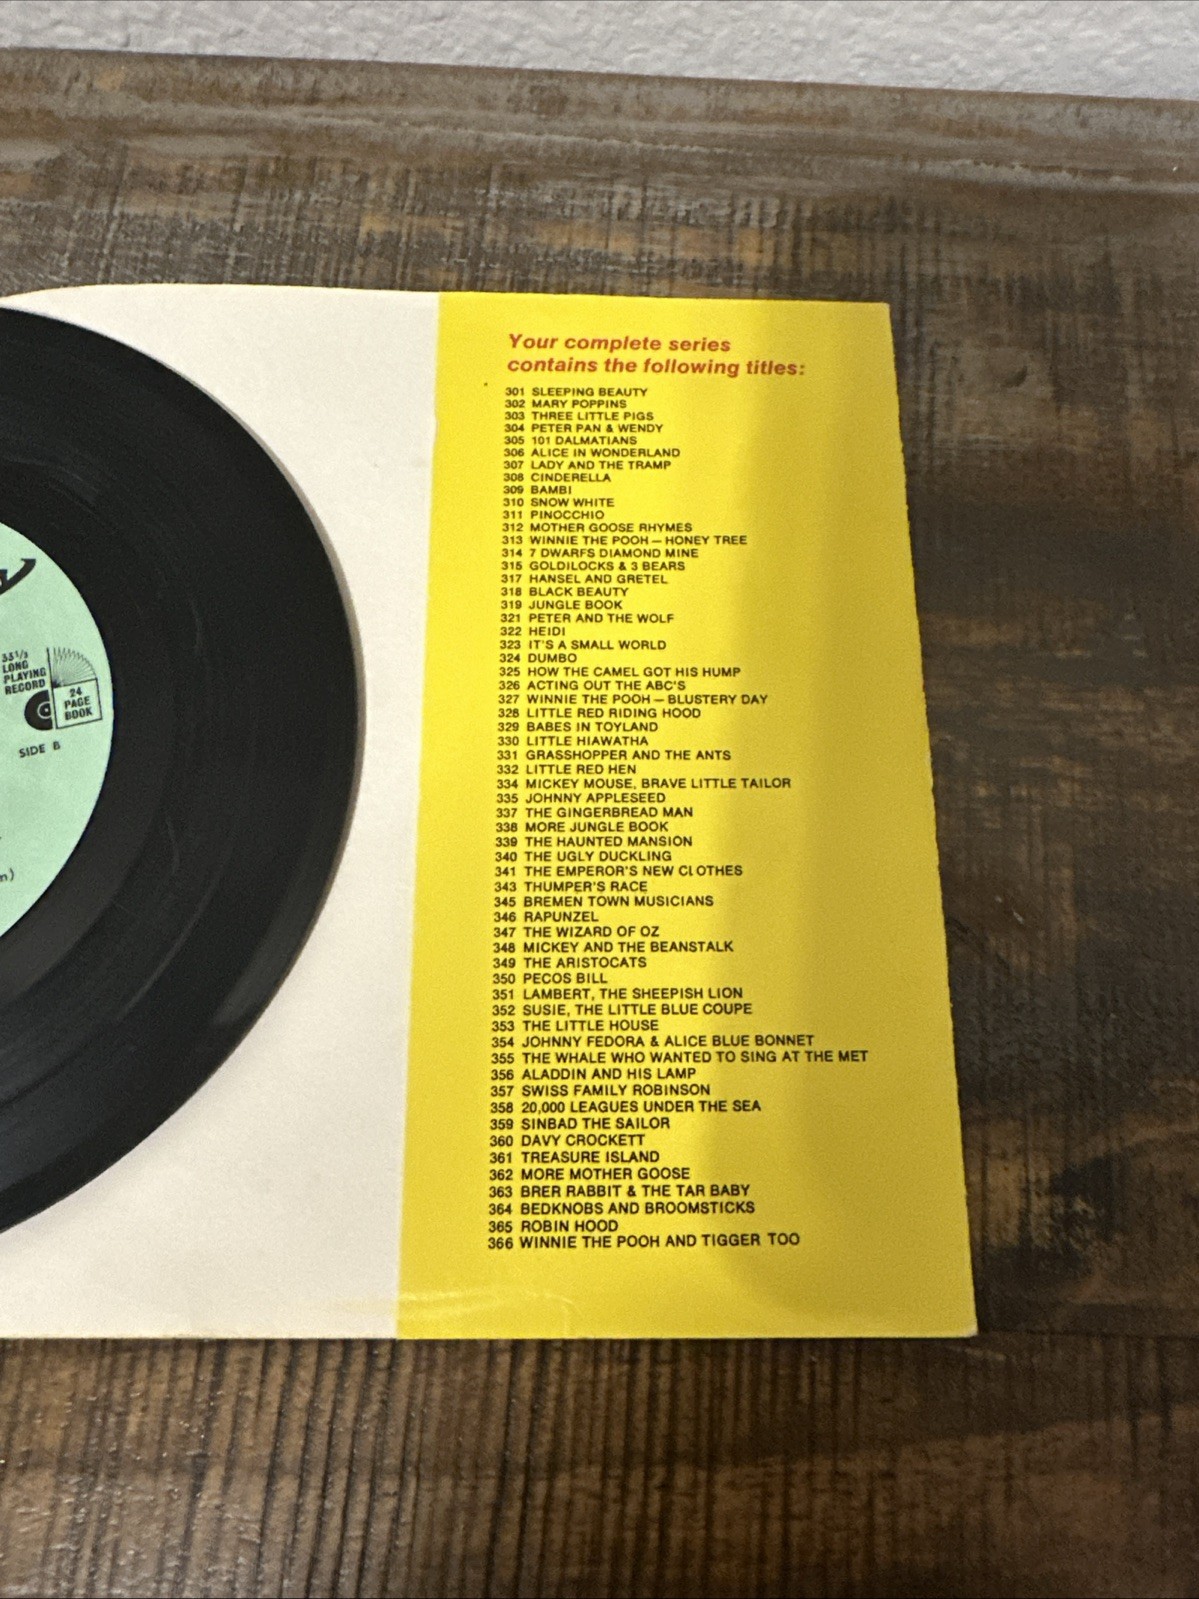 33⅓
LONG
PLAYING
RECORD
24
PAGE
BOOK
SIDE B
Your complete series
contains the following titles:
301 SLEEPING BEAUTY
302 MARY POPPINS
303 THREE LITTLE PIGS
304 PETER PAN & WENDY
305 101 DALMATIANS
306 ALICE IN WONDERLAND
307 LADY AND THE TRAMP
308 CINDERELLA
309 BAMBI
310 SNOW WHITE
311 PINOCCHIO
312 MOTHER GOOSE RHYMES
313 WINNIE THE POOH – HONEY TREE
314 7 DWARFS DIAMOND MINE
315 GOLDILOCKS & 3 BEARS
317 HANSEL AND GRETEL
318 BLACK BEAUTY
319 JUNGLE BOOK
321 PETER AND THE WOLF
322 HEIDI
323 IT'S A SMALL WORLD
324 DUMBO
325 HOW THE CAMEL GOT HIS HUMP
326 ACTING OUT THE ABC'S
327 WINNIE THE POOH – BLUSTERY DAY
328 LITTLE RED RIDING HOOD
329 BABES IN TOYLAND
330 LITTLE HIAWATHA
331 GRASSHOPPER AND THE ANTS
332 LITTLE RED HEN
334 MICKEY MOUSE, BRAVE LITTLE TAILOR
335 JOHNNY APPLESEED
337 THE GINGERBREAD MAN
338 MORE JUNGLE BOOK
339 THE HAUNTED MANSION
340 THE UGLY DUCKLING
341 THE EMPEROR'S NEW CLOTHES
343 THUMPER'S RACE
345 BREMEN TOWN MUSICIANS
346 RAPUNZEL
347 THE WIZARD OF OZ
348 MICKEY AND THE BEANSTALK
349 THE ARISTOCATS
350 PECOS BILL
351 LAMBERT, THE SHEEPISH LION
352 SUSIE, THE LITTLE BLUE COUPE
353 THE LITTLE HOUSE
354 JOHNNY FEDORA & ALICE BLUE BONNET
355 THE WHALE WHO WANTED TO SING AT THE MET
356 ALADDIN AND HIS LAMP
357 SWISS FAMILY ROBINSON
358 20,000 LEAGUES UNDER THE SEA
359 SINBAD THE SAILOR
360 DAVY CROCKETT
361 TREASURE ISLAND
362 MORE MOTHER GOOSE
363 BRER RABBIT & THE TAR BABY
364 BEDKNOBS AND BROOMSTICKS
365 ROBIN HOOD
366 WINNIE THE POOH AND TIGGER TOO